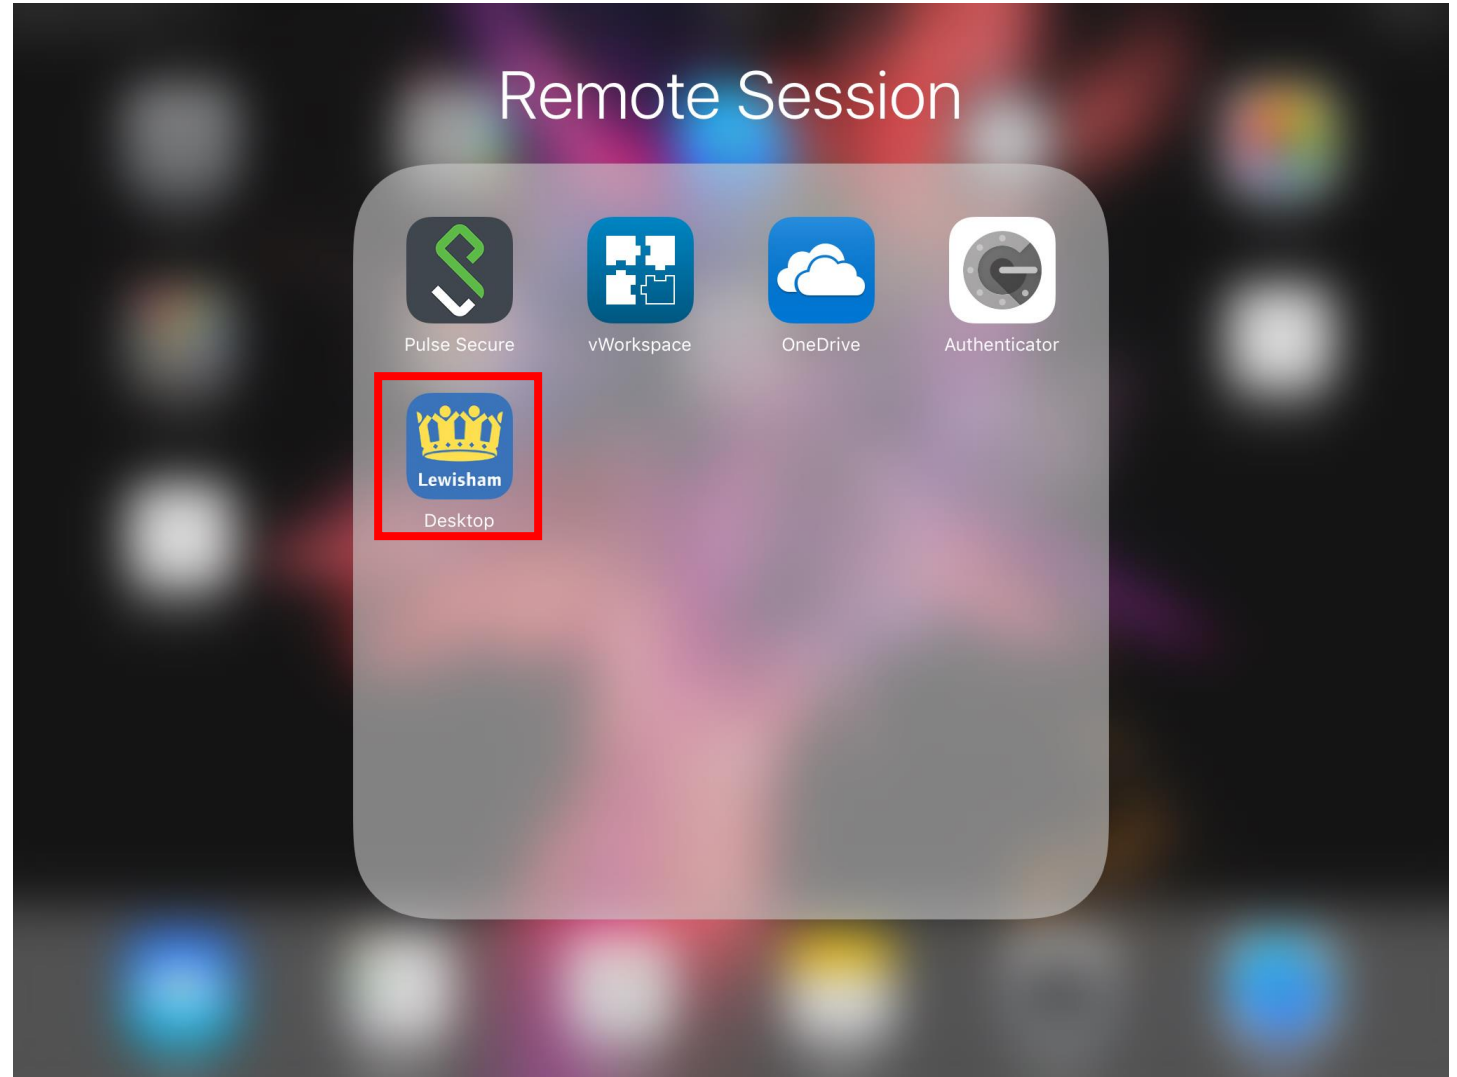 Remote Session
Pulse Secure
vWorkspace
OneDrive
Authenticator
Lewisham
Desktop